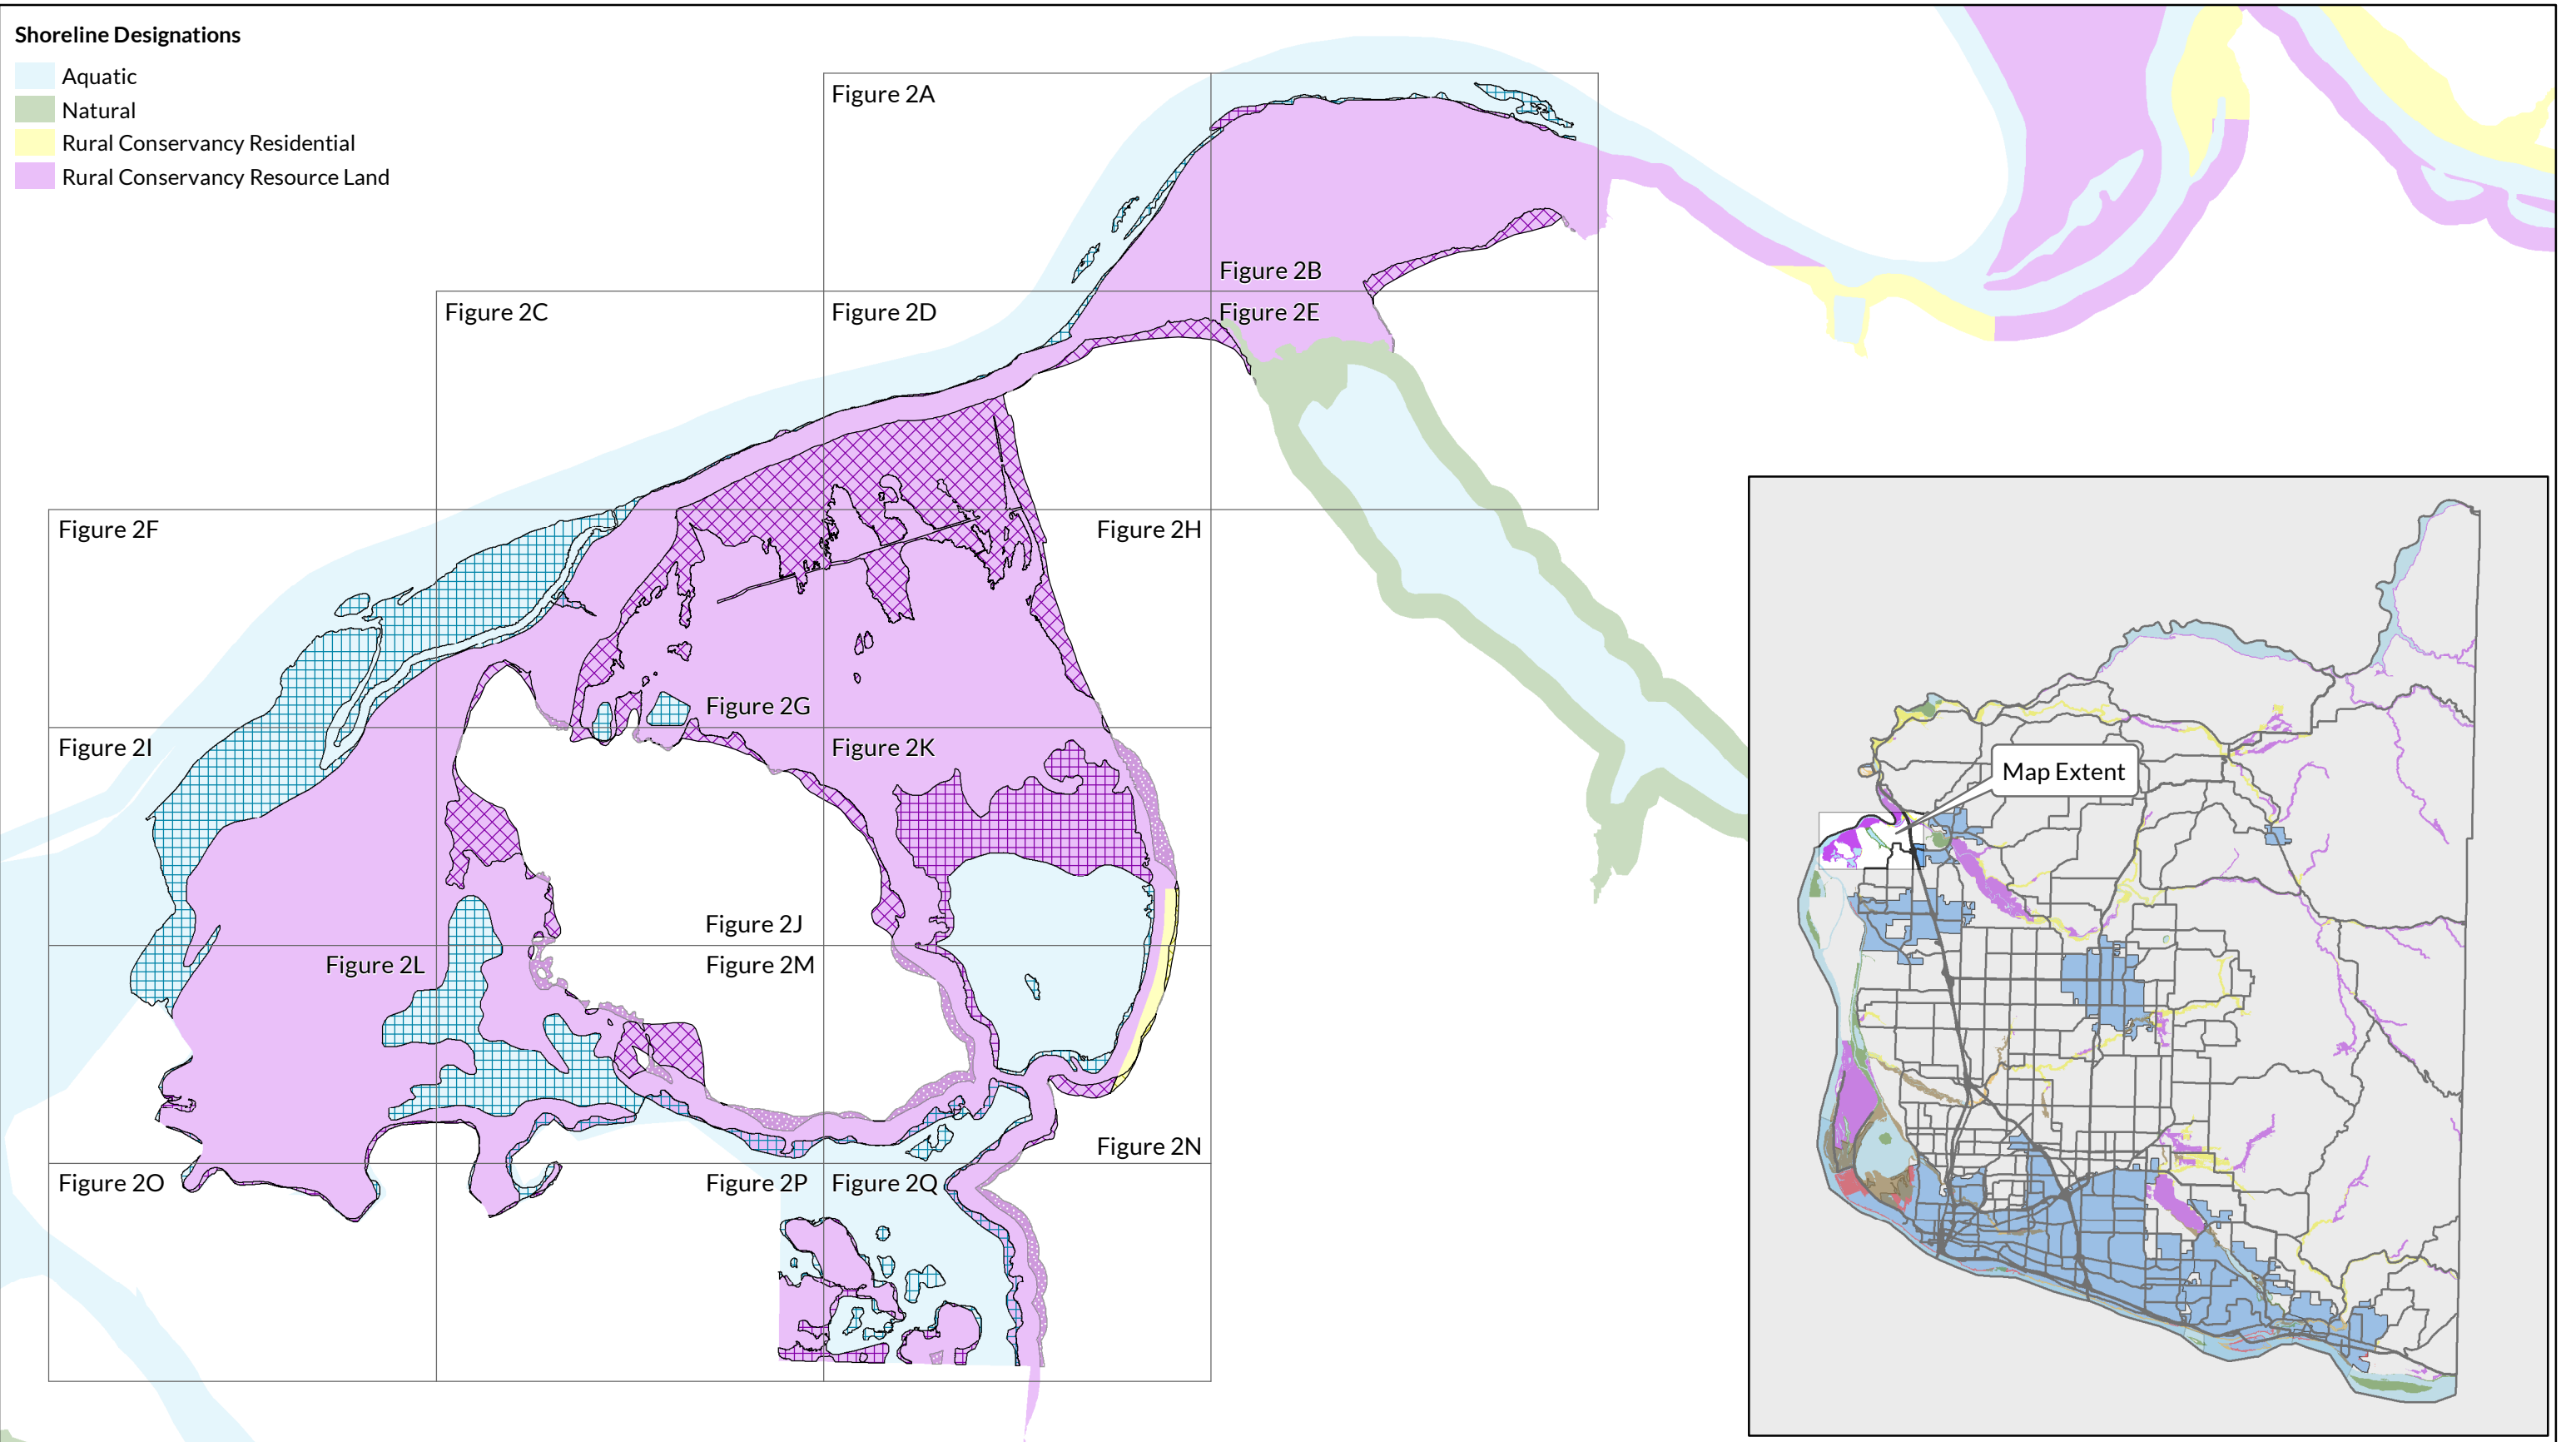 Shoreline Designations
Aquatic
Natural
Rural Conservancy Residential
Rural Conservancy Resource Land
Figure 2A
Figure 2B
Figure 2C
Figure 2D
Figure 2E
Figure 2F
Figure 2G
Figure 2H
Figure 2I
Figure 2J
Figure 2K
Figure 2L
Figure 2M
Figure 2N
Figure 2O
Figure 2P
Figure 2Q
Map Extent